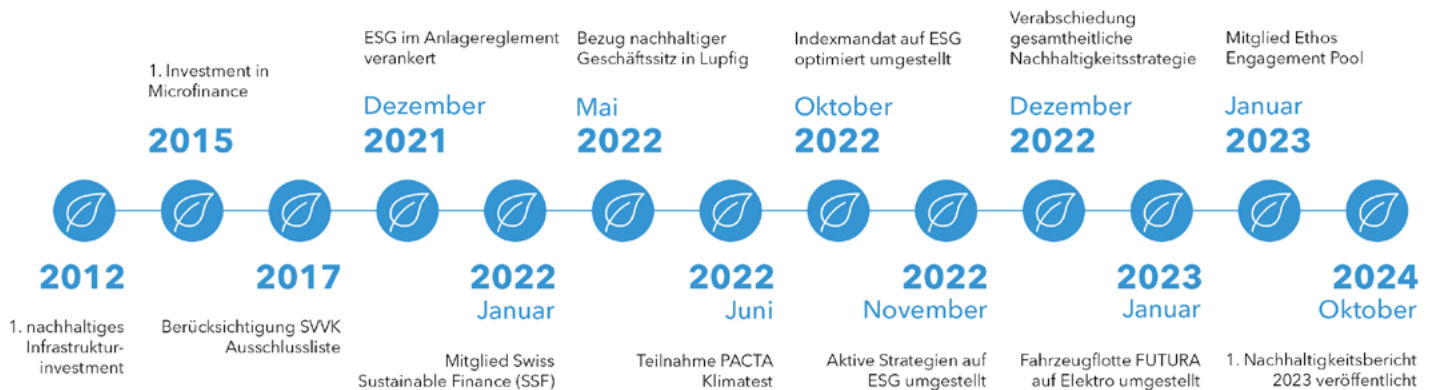 1. nachhaltiges
Infrastruktur-
investment
2012
1. Investment in
Microfinance
2015
2017
Berücksichtigung SVVK
Ausschlussliste
ESG im Anlagereglement
verankert
Dezember
2021
2022
Januar
Mitglied Swiss
Sustainable Finance (SSF)
Bezug nachhaltiger
Geschäftssitz in Lupfig
Mai
2022
2022
Juni
Teilnahme PACTA
Klimatest
Indexmandat auf ESG
optimiert umgestellt
Oktober
2022
2022
November
Aktive Strategien auf
ESG umgestellt
Verabschiedung
gesamtheitliche
Nachhaltigkeitsstrategie
Dezember
2022
2023
Januar
Fahrzeugflotte FUTURA
auf Elektro umgestellt
Mitglied Ethos
Engagement Pool
Januar
2023
2024
Oktober
1. Nachhaltigkeitsbericht
2023 veröffentlicht